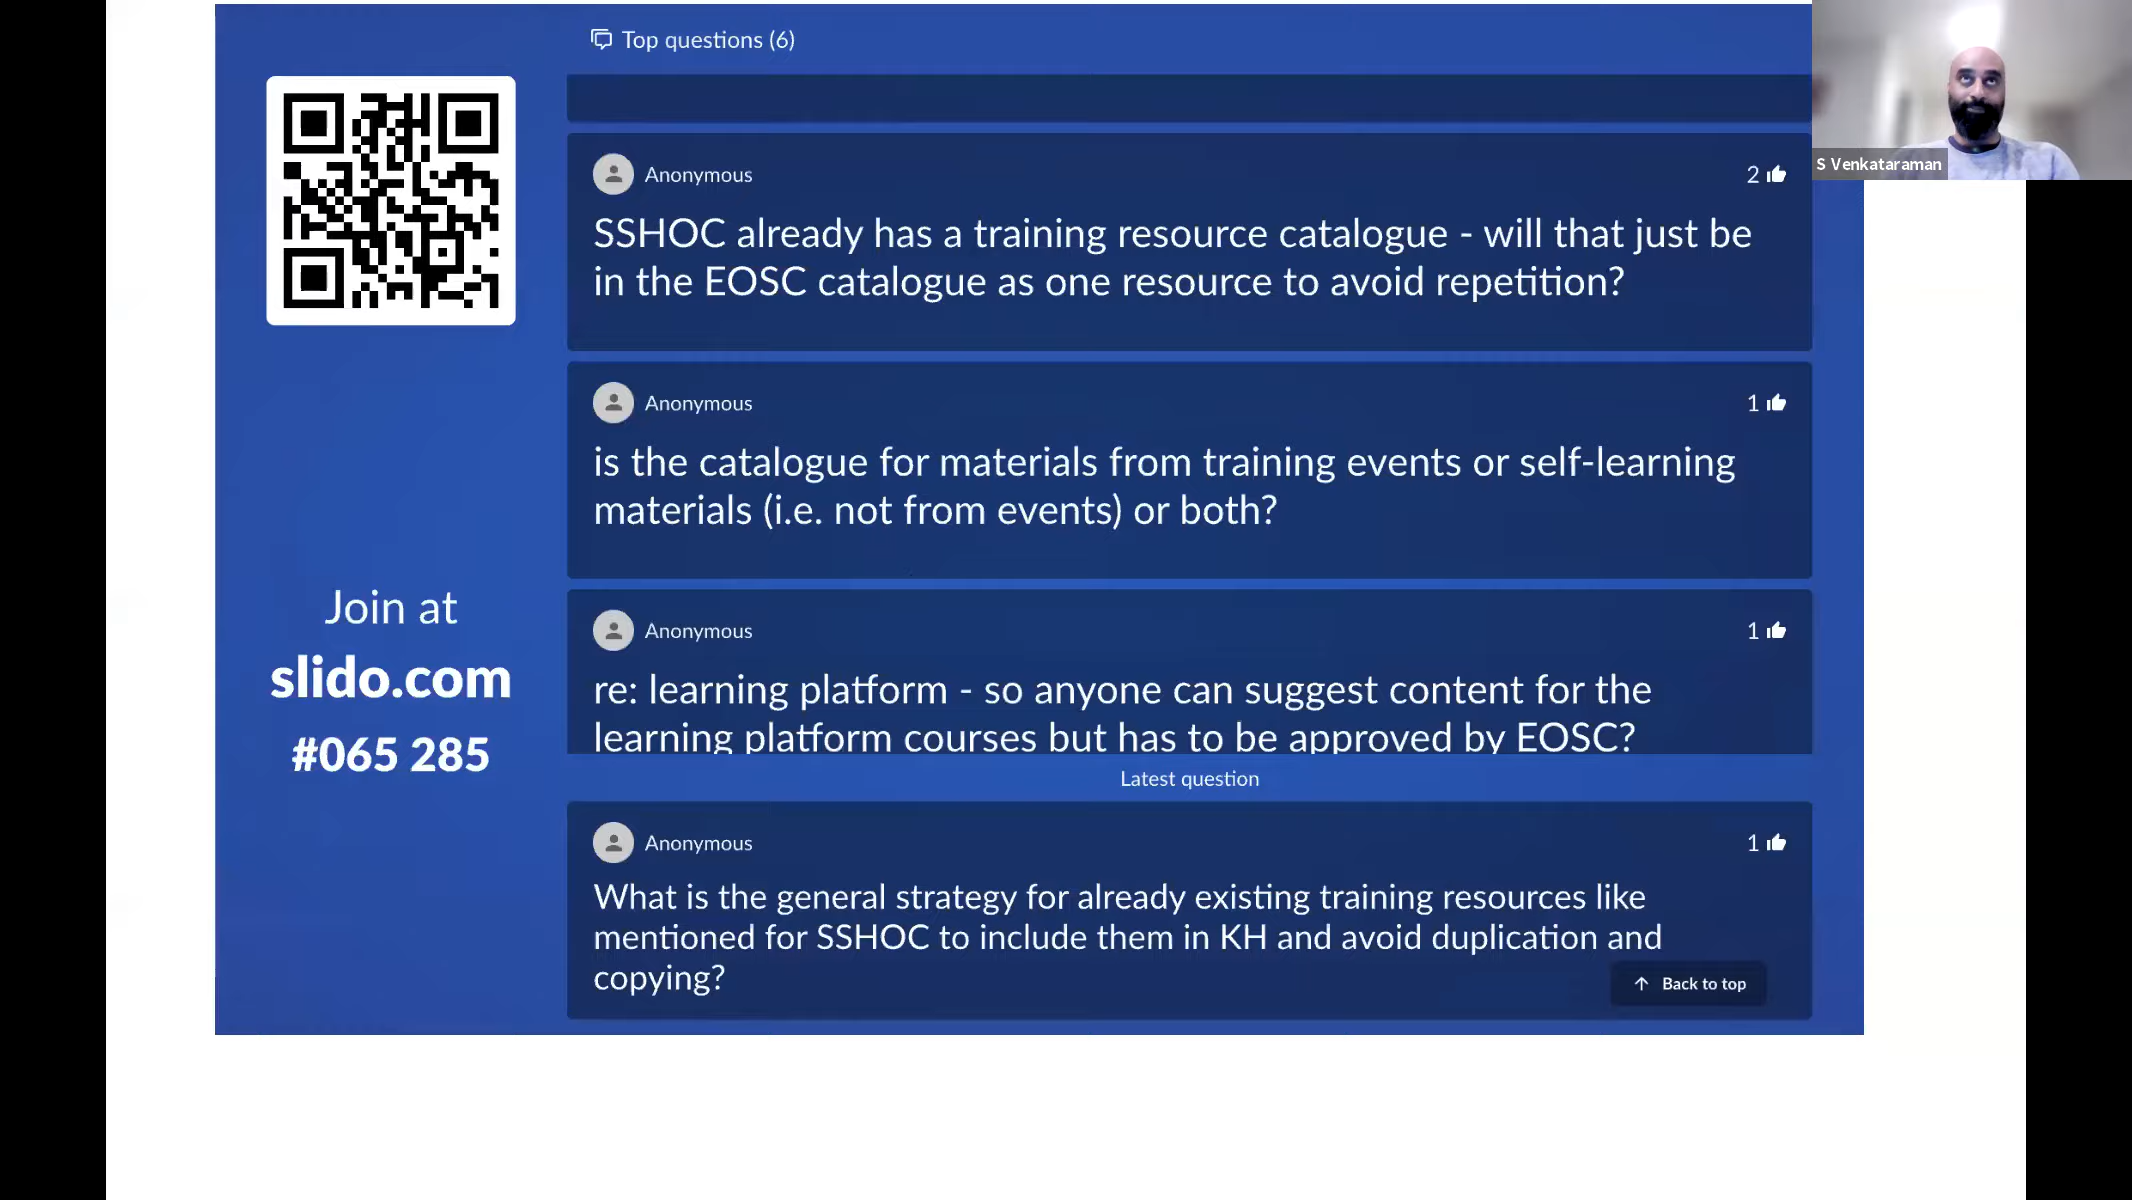 Top questions (6)
S Venkataraman
Anonymous
2
SSHOC already has a training resource catalogue - will that just be
in the EOSC catalogue as one resource to avoid repetition?
Anonymous
1
is the catalogue for materials from training events or self-learning
materials (i.e. not from events) or both?
Anonymous
1
re: learning platform - so anyone can suggest content for the
learning platform courses but has to be approved by EOSC?
Join at
slido.com
#065 285
Latest question
Anonymous
1
What is the general strategy for already existing training resources like
mentioned for SSHOC to include them in KH and avoid duplication and
copying?
Back to top